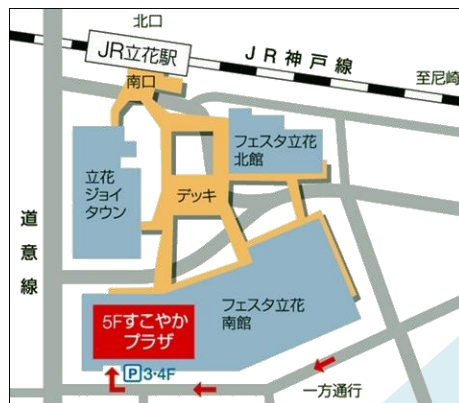 北口
JR立花駅
JR神戸線
南口
至尼崎
フェスタ立花
北館
立花
ジョイ
タウン
デッキ
道意線
フェスタ立花
南館
5Fすこやか
プラザ
P3・4F
一方通行